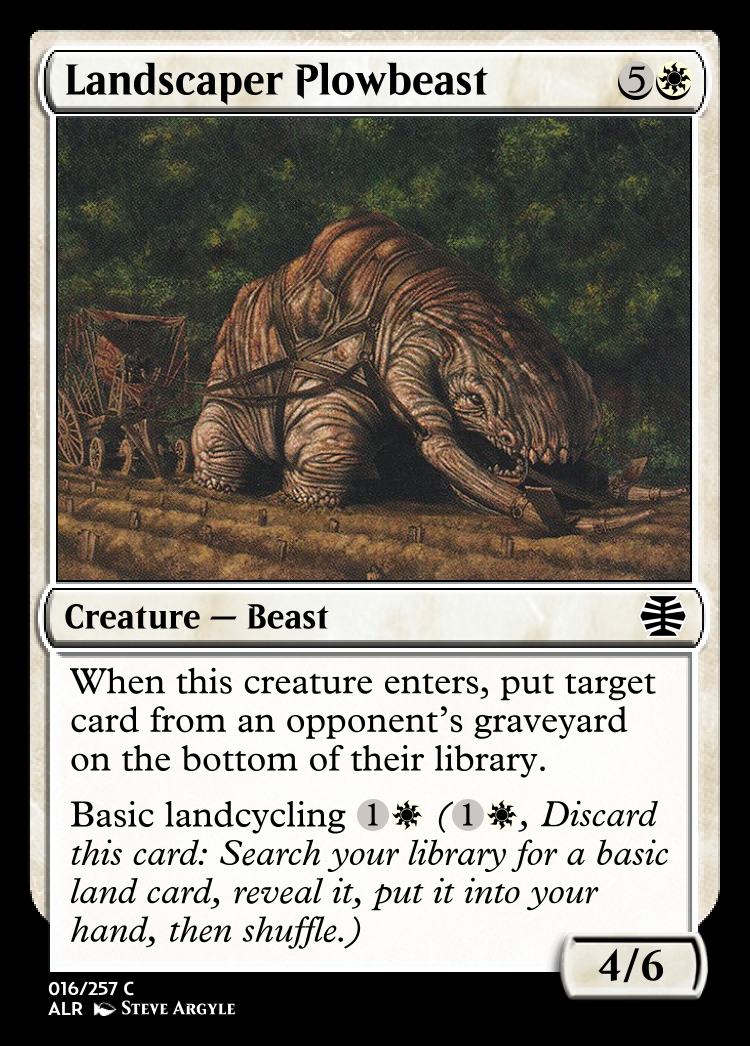 Landscaper Plowbeast 5
Creature — Beast
When this creature enters, put target
card from an opponent's graveyard
on the bottom of their library.
Basic landcycling 1 (1, Discard
this card: Search your library for a basic
land card, reveal it, put it into your
hand, then shuffle.)
4/6
016/257 C
ALR Steve Argyle